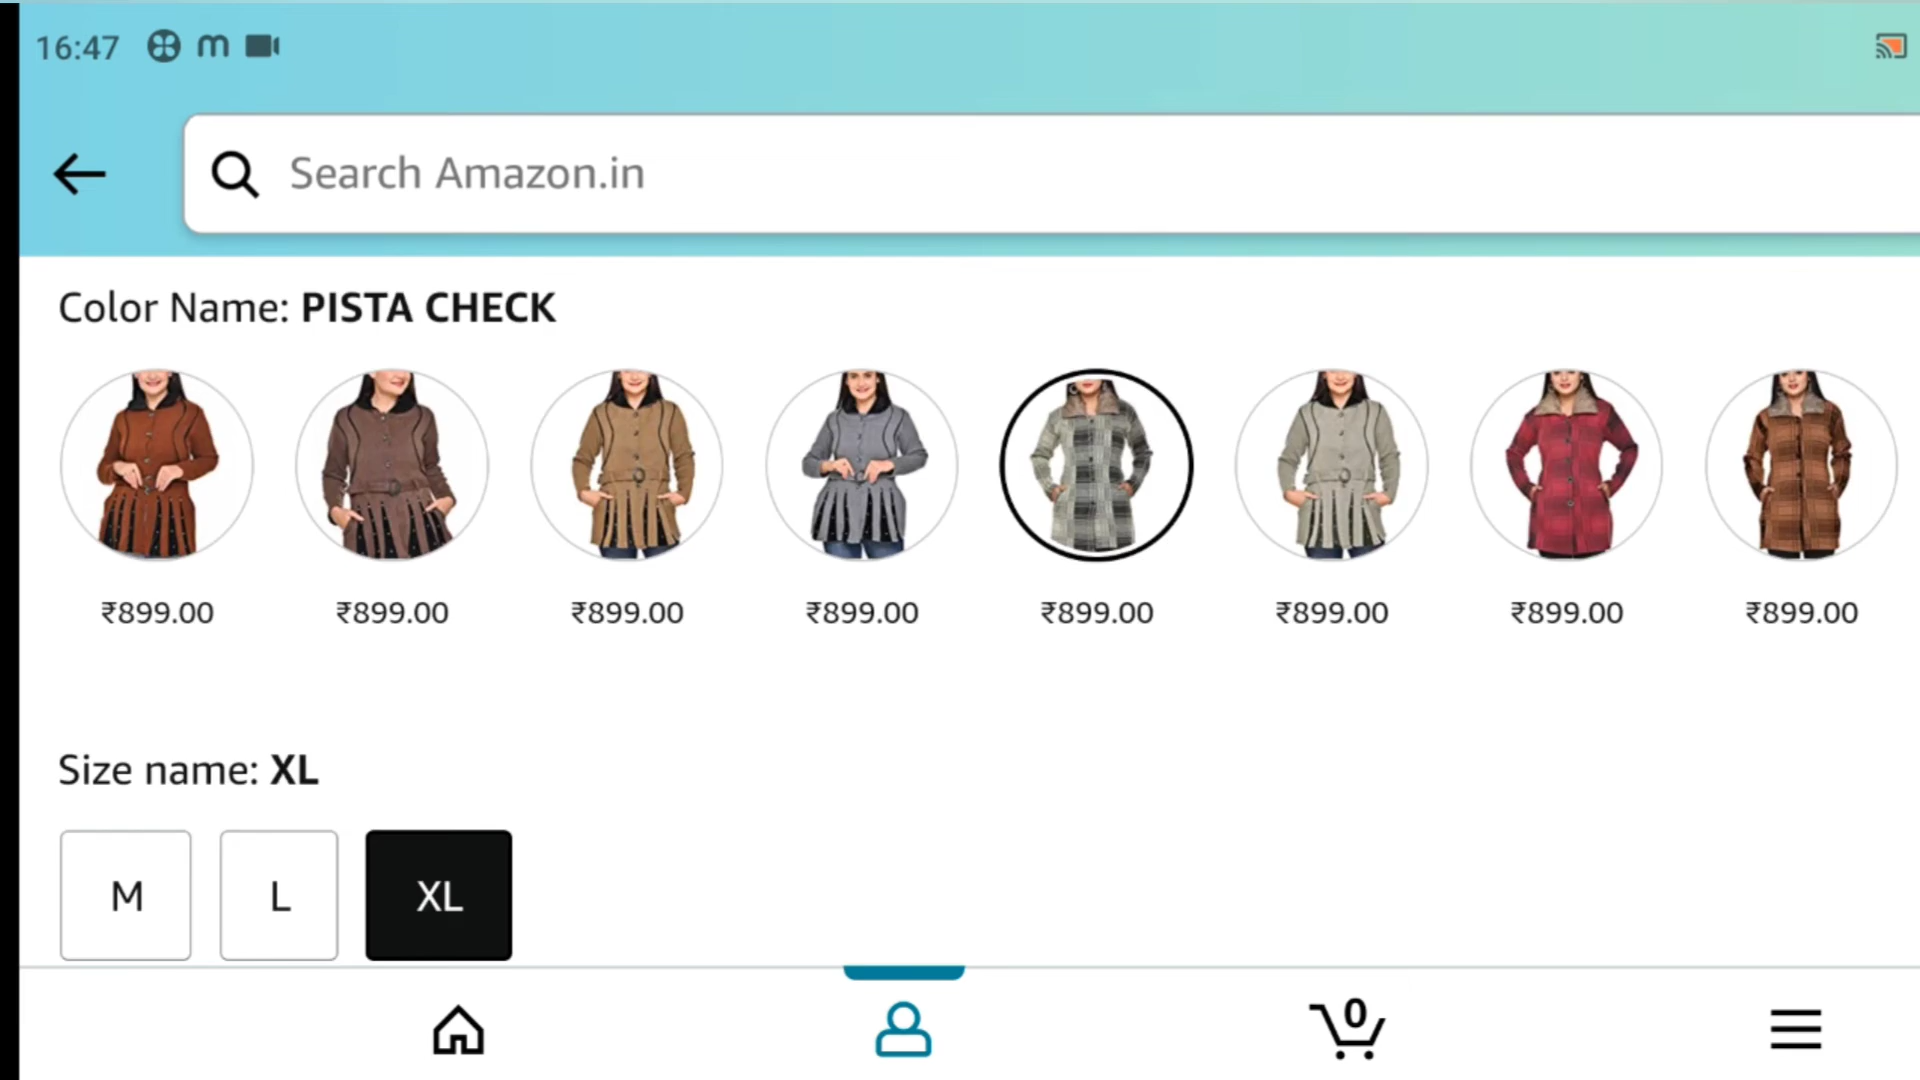 16:47
Search Amazon.in
Color Name: PISTA CHECK
₹899.00 ₹899.00 ₹899.00 ₹899.00 ₹899.00 ₹899.00 ₹899.00 ₹899.00
Size name: XL
M L XL
0